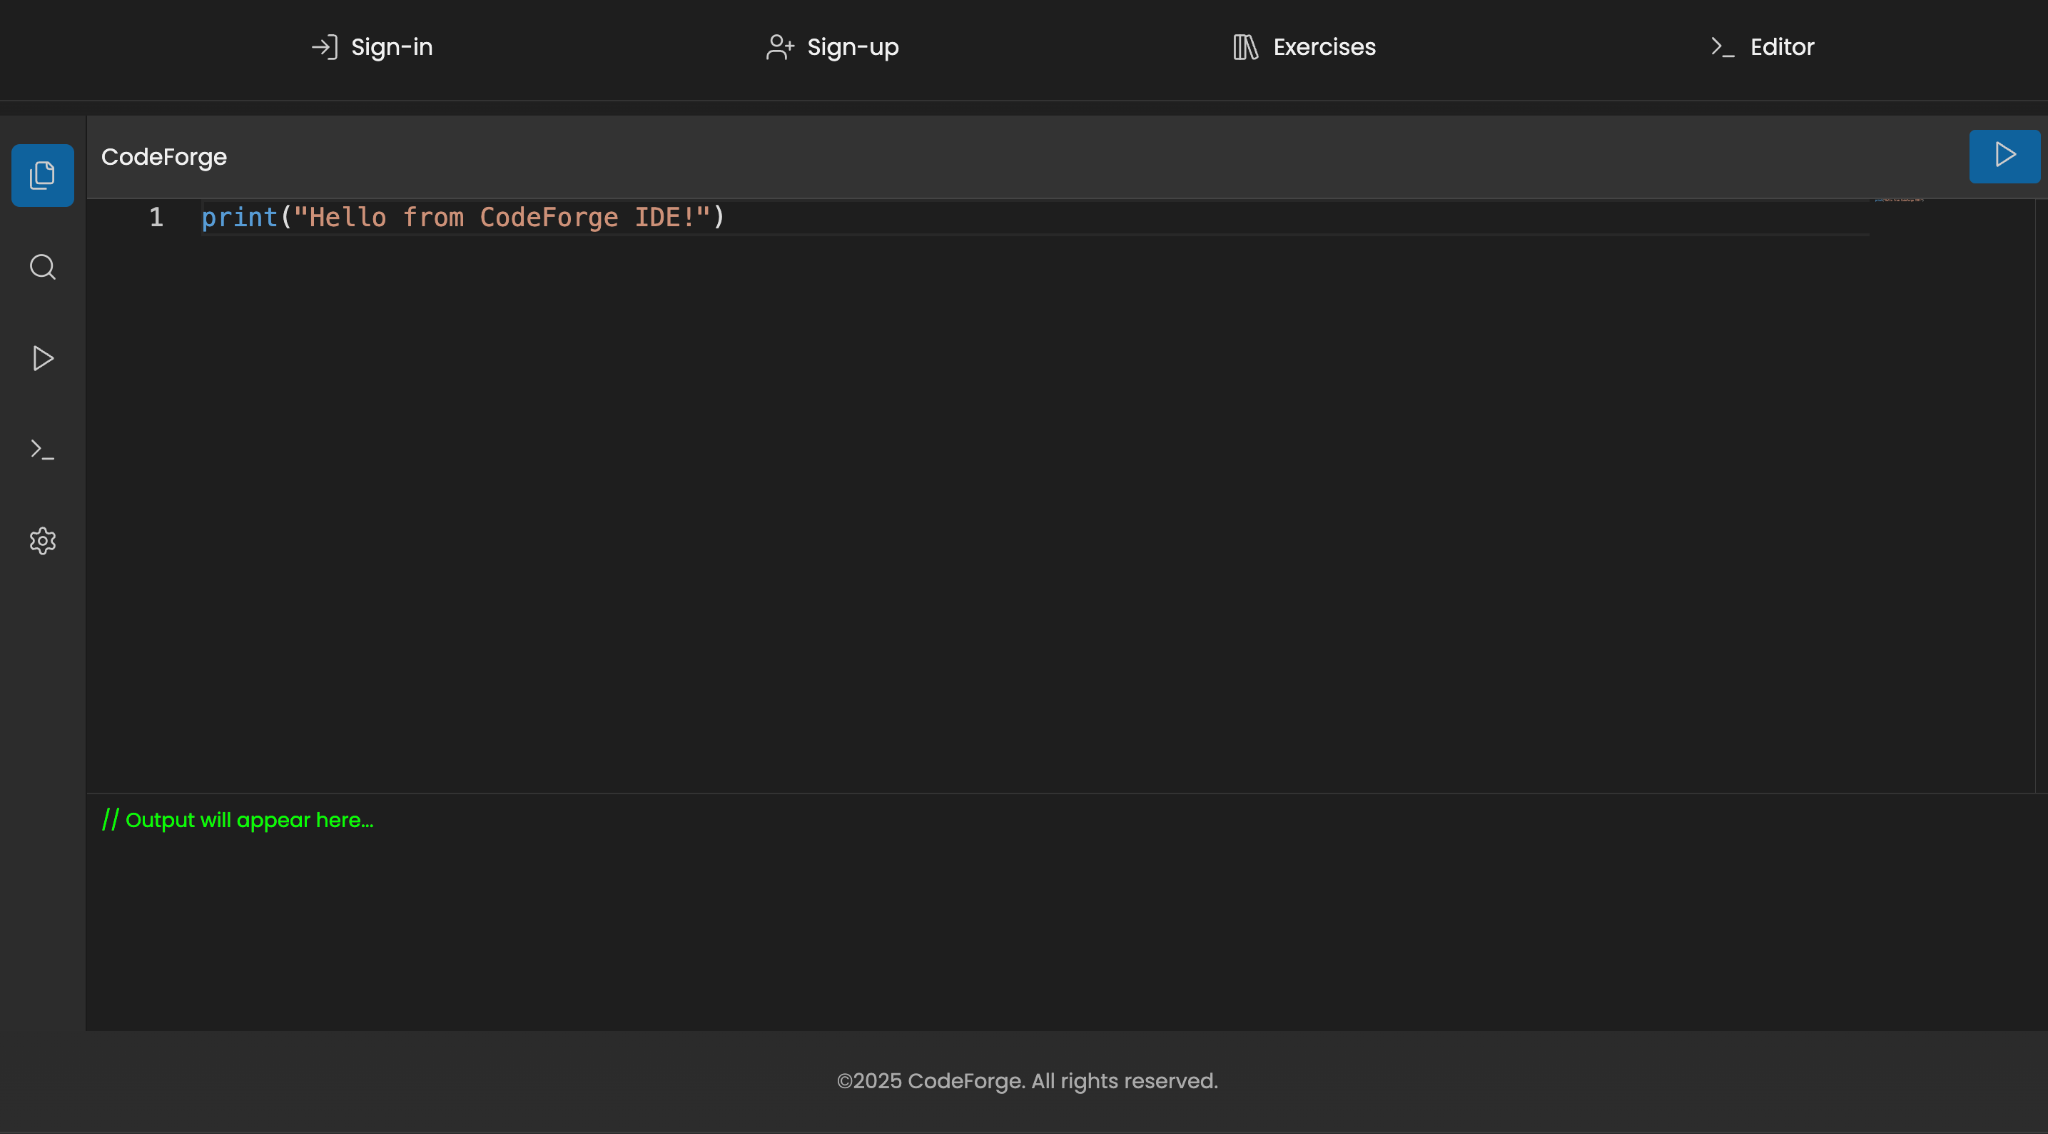 Sign-in
Sign-up
Exercises
Editor
CodeForge
1 print("Hello from CodeForge IDE!")
// Output will appear here...
©2025 CodeForge. All rights reserved.